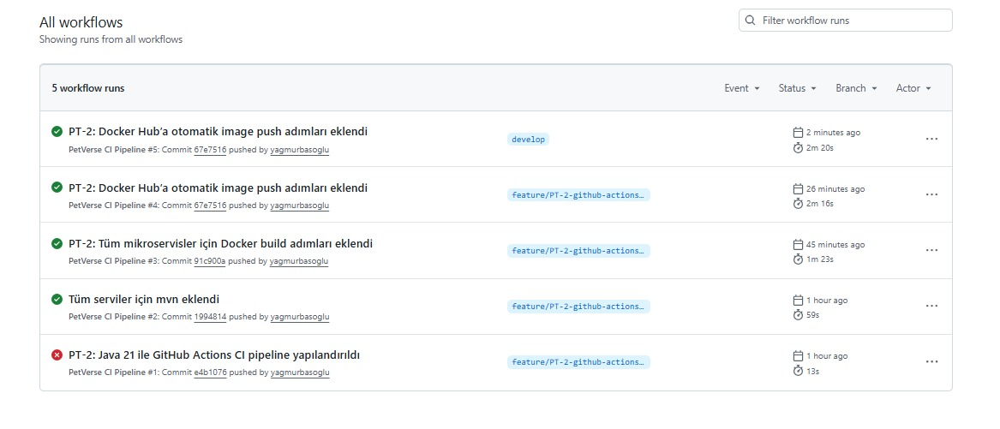 All workflows
Showing runs from all workflows
Filter workflow runs
5 workflow runs
Event
Status
Branch
Actor
PT-2: Docker Hub'a otomatik image push adımları eklendi
PetVerse CI Pipeline #5: Commit 67e7516 pushed by yagmurbasoglu
develop
2 minutes ago
2m 20s
PT-2: Docker Hub'a otomatik image push adımları eklendi
PetVerse CI Pipeline #4: Commit 67e7516 pushed by yagmurbasoglu
feature/PT-2-github-actions…
26 minutes ago
2m 16s
PT-2: Tüm mikroservisler için Docker build adımları eklendi
PetVerse CI Pipeline #3: Commit 91c900a pushed by yagmurbasoglu
feature/PT-2-github-actions…
45 minutes ago
1m 23s
Tüm serviler için mvn eklendi
PetVerse CI Pipeline #2: Commit 1994814 pushed by yagmurbasoglu
feature/PT-2-github-actions…
1 hour ago
59s
PT-2: Java 21 ile GitHub Actions CI pipeline yapılandırıldı
PetVerse CI Pipeline #1: Commit e4b1076 pushed by yagmurbasoglu
feature/PT-2-github-actions…
1 hour ago
13s